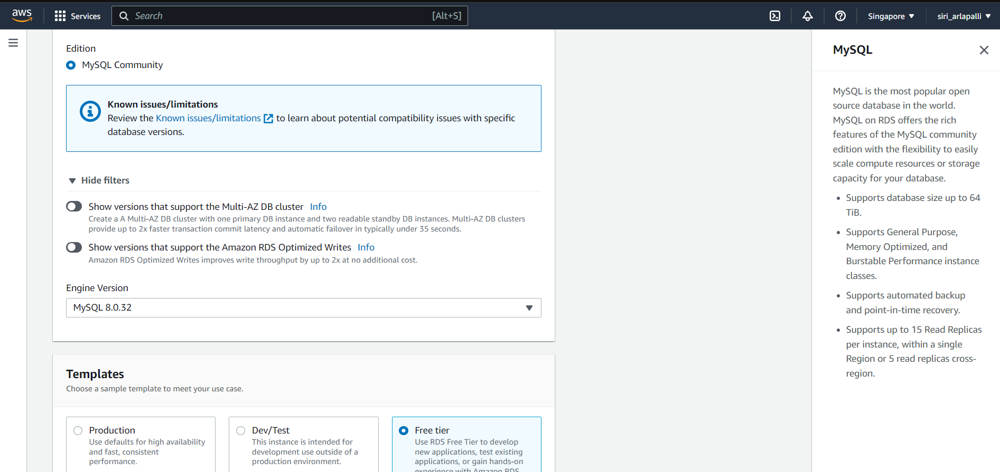 aws
Services
Search
[Alt+S]
Singapore
siri_arlapalli
Edition
MySQL Community
Known issues/limitations
Review the Known issues/limitations to learn about potential compatibility issues with specific
database versions.
Hide filters
Show versions that support the Multi-AZ DB cluster Info
Create a A Multi-AZ DB cluster with one primary DB instance and two readable standby DB instances. Multi-AZ DB clusters
provide up to 2x faster transaction commit latency and automatic failover in typically under 35 seconds.
Show versions that support the Amazon RDS Optimized Writes Info
Amazon RDS Optimized Writes improves write throughput by up to 2x at no additional cost.
Engine Version
MySQL 8.0.32
Templates
Choose a sample template to meet your use case.
Production
Use defaults for high availability
and fast, consistent
performance.
Dev/Test
This instance is intended for
development use outside of a
production environment.
Free tier
Use RDS Free Tier to develop
new applications, test existing
applications, or gain hands-on
experience with Amazon RDS
MySQL
MySQL is the most popular open
source database in the world.
MySQL on RDS offers the rich
features of the MySQL community
edition with the flexibility to easily
scale compute resources or storage
capacity for your database.
• Supports database size up to 64
TiB.
• Supports General Purpose,
Memory Optimized, and
Burstable Performance instance
classes.
• Supports automated backup
and point-in-time recovery.
• Supports up to 15 Read Replicas
per instance, within a single
Region or 5 read replicas cross-
region.